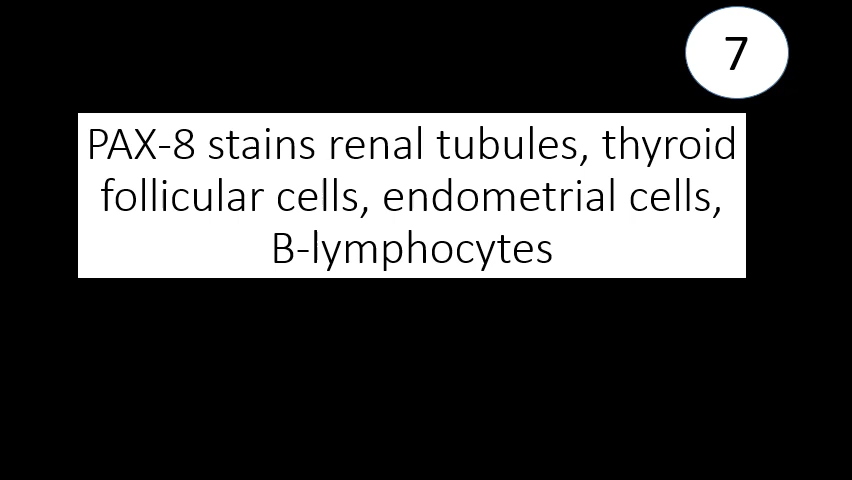 7
PAX-8 stains renal tubules, thyroid
follicular cells, endometrial cells,
B-lymphocytes